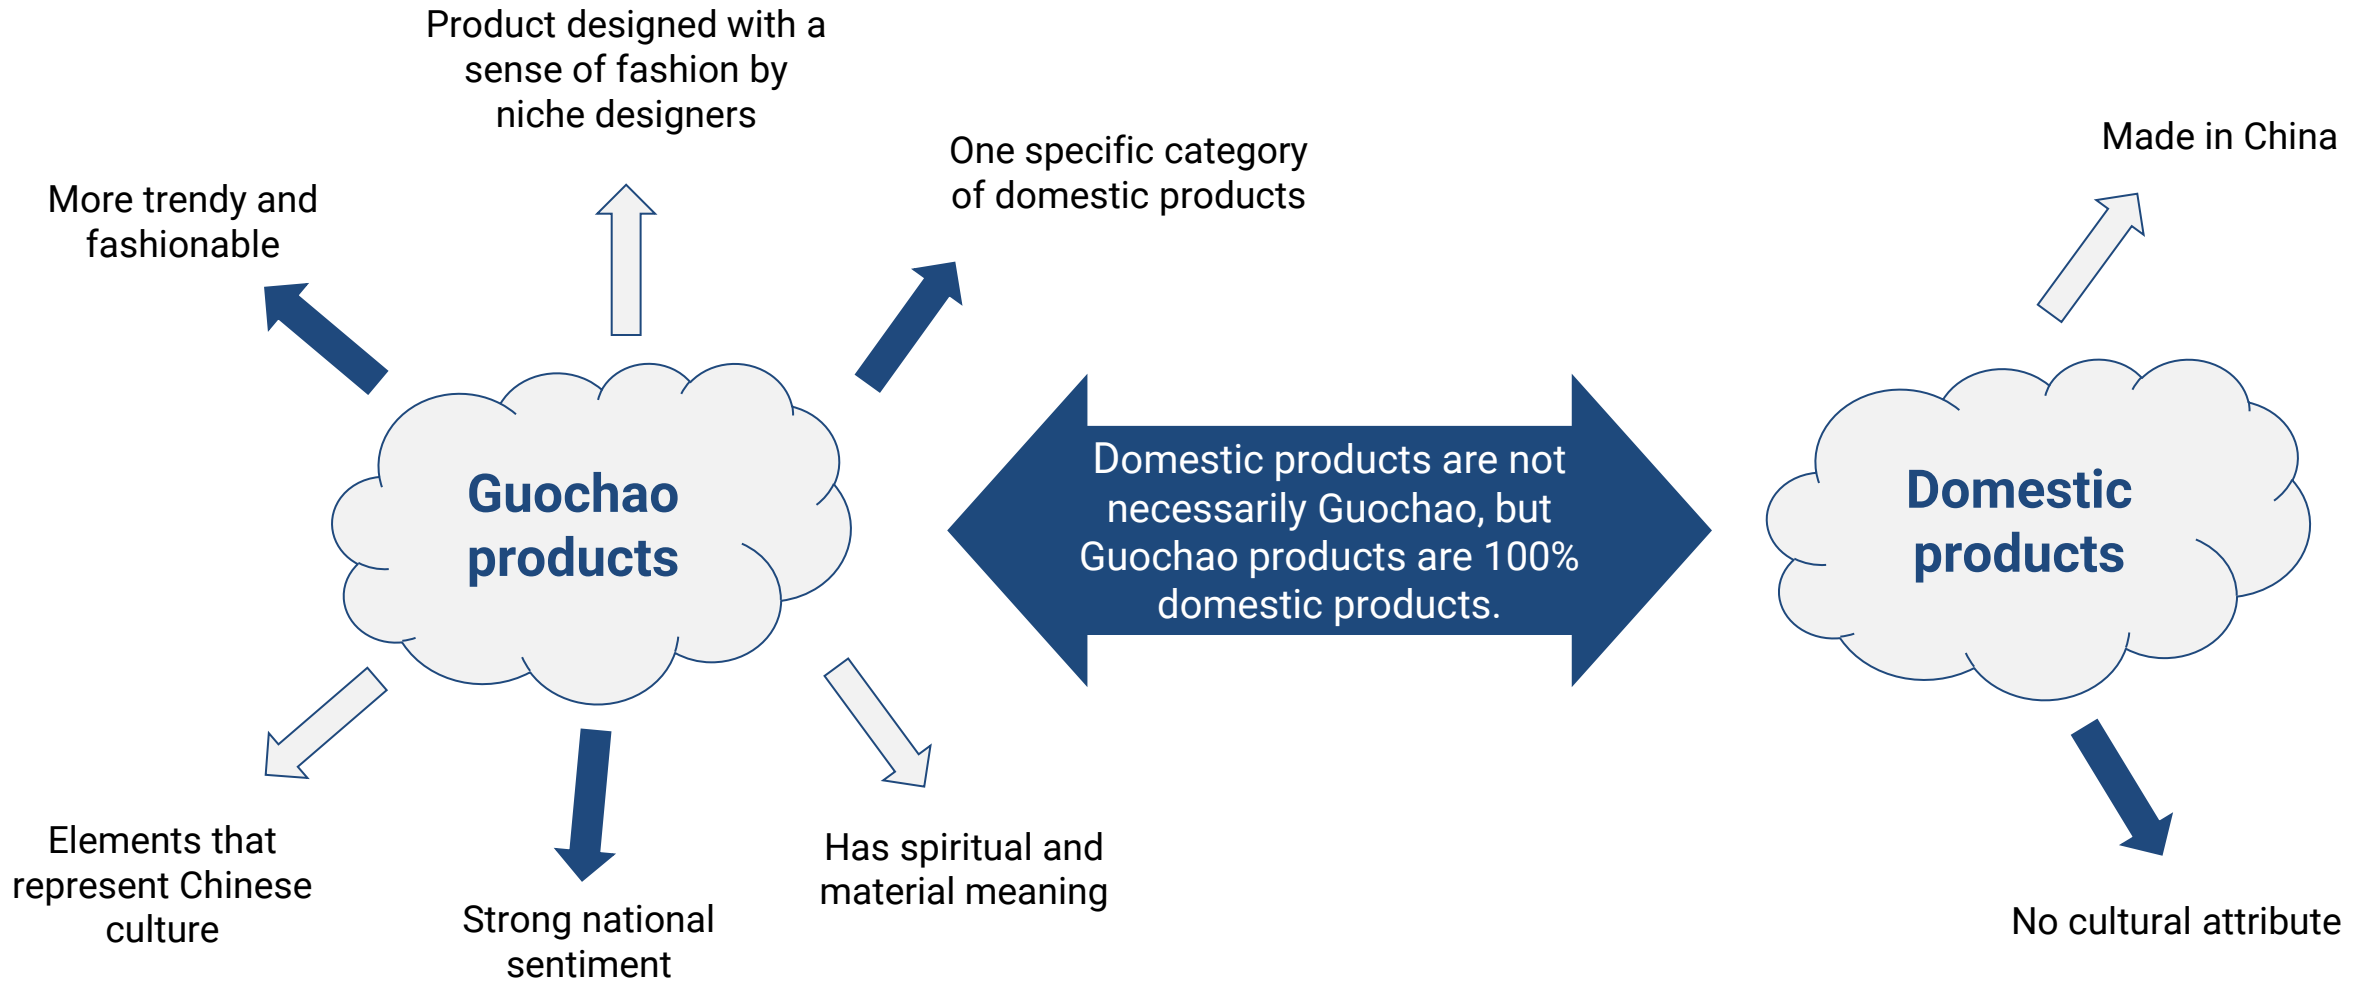 Product designed with a
sense of fashion by
niche designers
One specific category
of domestic products
Made in China
More trendy and
fashionable
Guochao
products
Domestic products are not
necessarily Guochao, but
Guochao products are 100%
domestic products.
Domestic
products
Elements that
represent Chinese
culture
Strong national
sentiment
Has spiritual and
material meaning
No cultural attribute